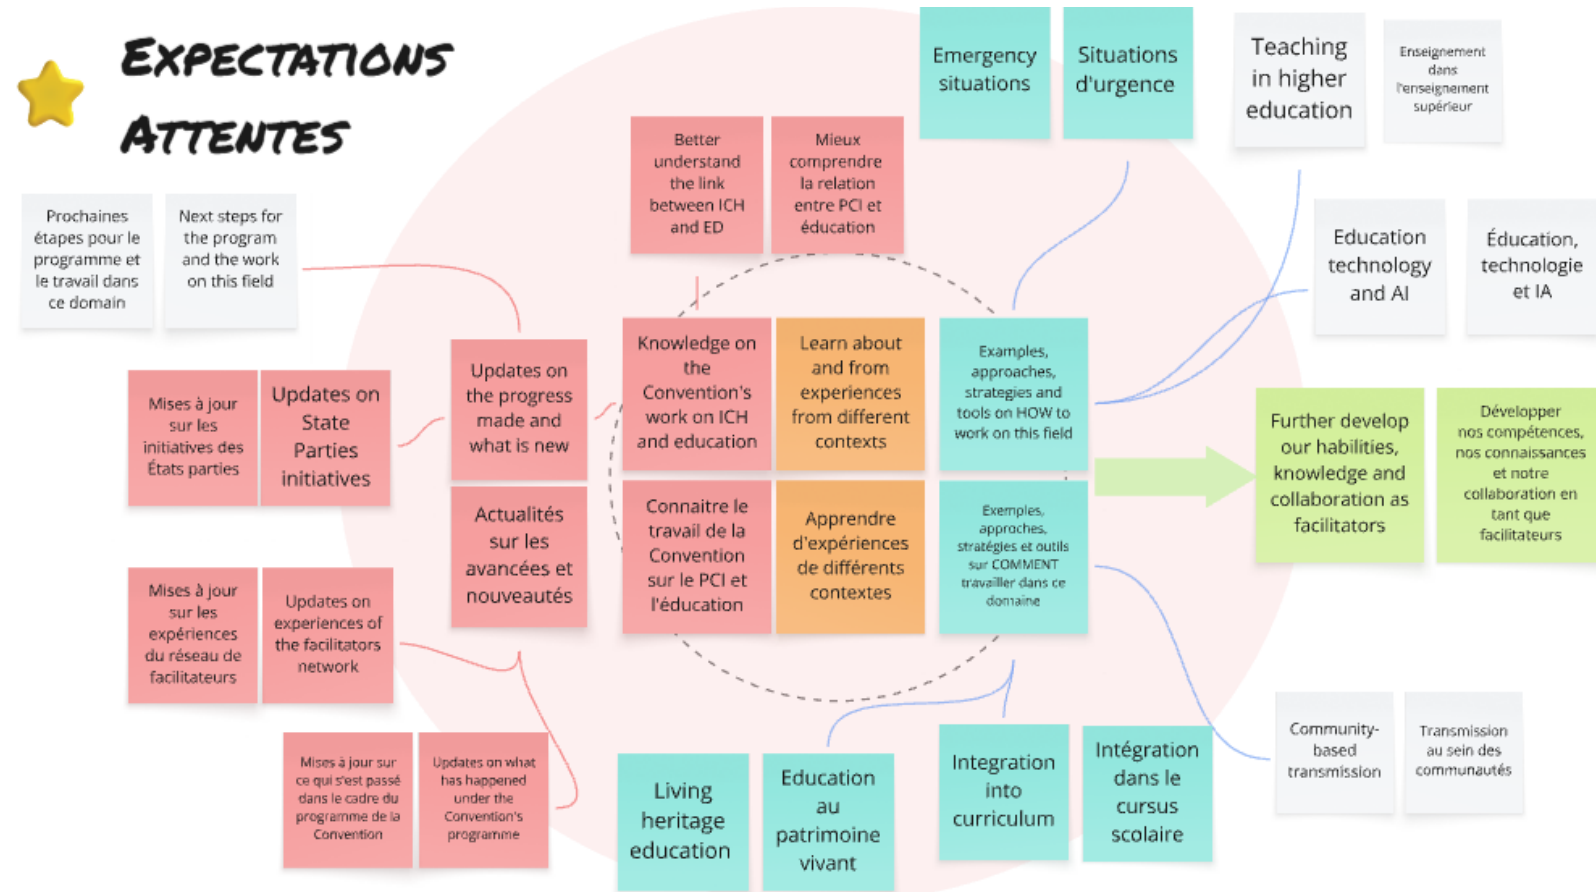 EXPECTATIONS
ATTENTES
Emergency
situations
Situations
d'urgence
Teaching
in higher
education
Enseignement
dans
l'enseignement
supérieur
Better
understand
the link
between ICH
and ED
Mieux
comprendre
la relation
entre PCI et
éducation
Prochaines
étapes pour le
programme et
le travail dans
ce domain
Next steps for
the program
and the work
on this field
Education
technology
and AI
Éducation,
technologie
et IA
Updates on
the progress
made and
what is new
Knowledge on
the
Convention's
work on ICH
and education
Learn about
and from
experiences
from different
contexts
Examples,
approaches,
strategies and
tools on HOW to
work on this field
Mises à jour
sur les
initiatives des
États parties
Updates on
State
Parties
initiatives
Further develop
our habilities,
knowledge and
collaboration as
facilitators
Développer
nos compétences,
nos connaissances
et notre
collaboration en
tant que
facilitateurs
Actualités
sur les
avancées et
nouveautés
Connaitre le
travail de la
Convention
sur le PCI et
l'éducation
Apprendre
d'expériences
de différents
contextes
Exemples,
approches,
stratégies et outils
sur COMMENT
travailler dans ce
domaine
Mises à jour
sur les
expériences
du réseau de
facilitateurs
Updates on
experiences of
the facilitators
network
Mises à jour sur
ce qui s'est passé
dans le cadre du
programme de la
Convention
Updates on what
has happened
under the
Convention's
programme
Living
heritage
education
Education
au
patrimoine
vivant
Integration
into
curriculum
Intégration
dans le
cursus
scolaire
Community-
based
transmission
Transmission
au sein des
communautés